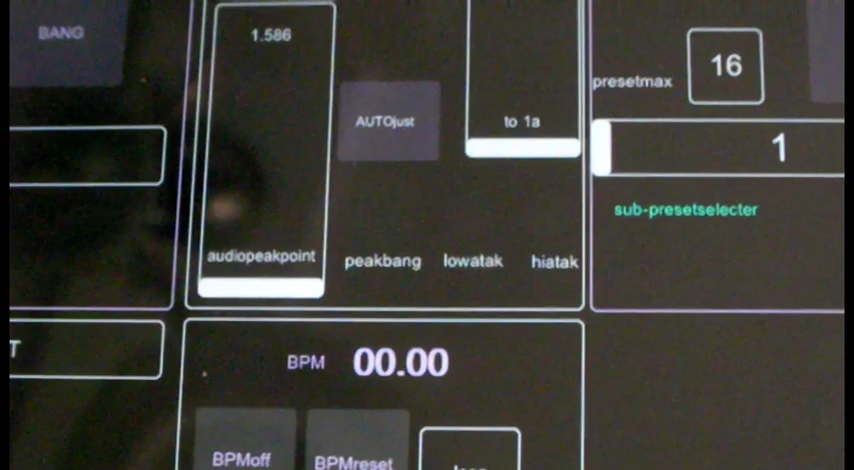 BANG
1.586
AUTOjust
to 1a
presetmax
16
1
sub-presetselecter
audiopeakpoint
peakbang
lowatak
hiatak
T
BPM
00.00
BPMoff
BPMreset